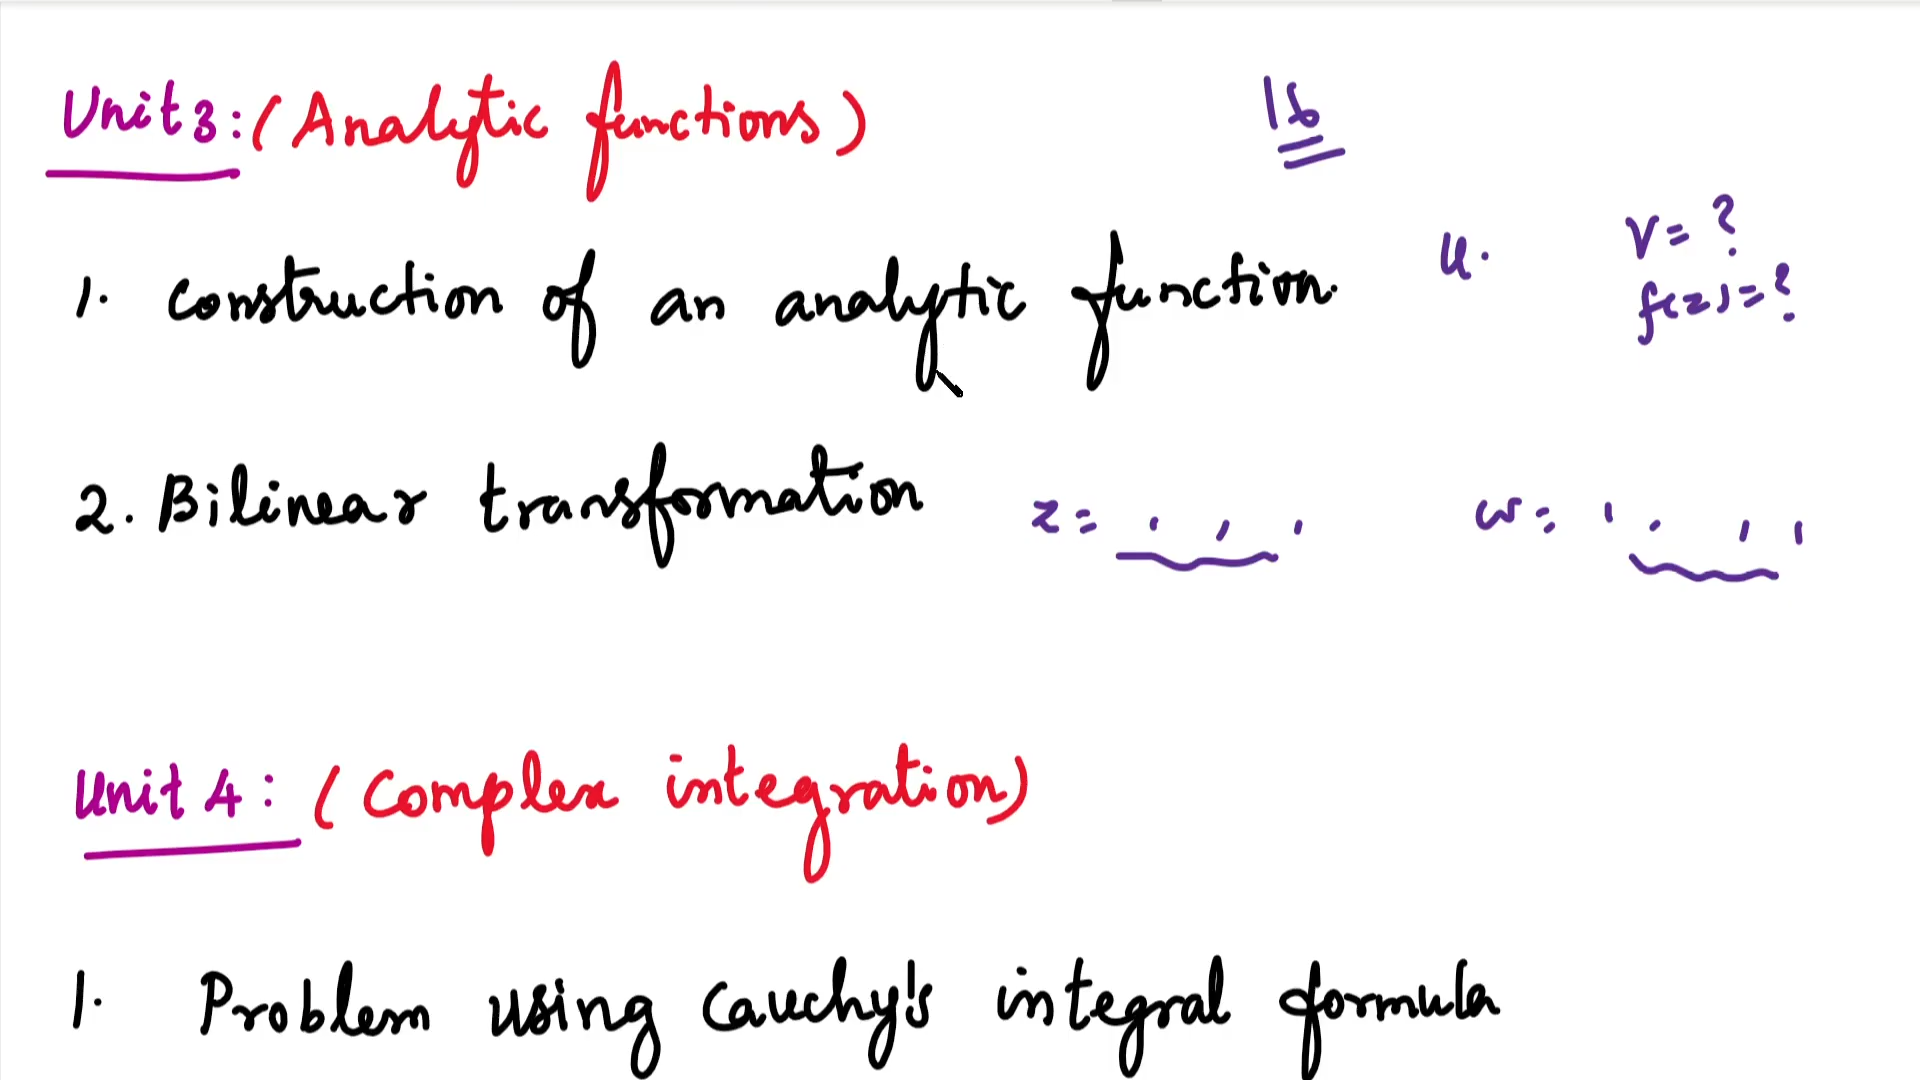 Unit 3: (Analytic functions) 16
1. Construction of an analytic function. u. v = ?
f(z) = ?
2. Bilinear transformation z = . , , w = , . , ,
Unit 4: (Complex integration)
1. Problem using Cauchy's integral formula